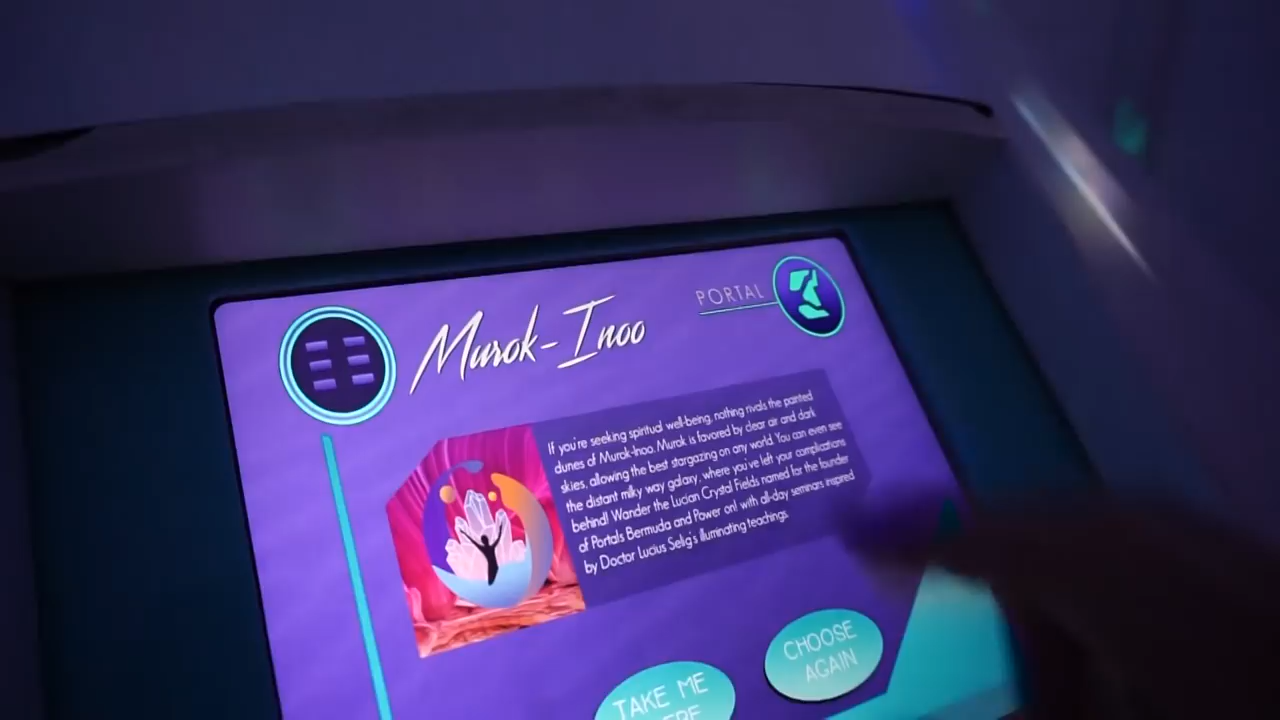 Murok-Inoo
PORTAL
If you're seeking spiritual well-being, nothing rivals the painted
dunes of Murok-Inoo. Murok is favored by clear air and dark
skies, allowing the best stargazing on any world. You can even see
the distant milky way galaxy, where you've left your complications
behind! Wander the Lucian Crystal Fields named for the founder
of Portals Bermuda and Power on! with all-day seminars inspired
by Doctor Lucius Selig's illuminating teachings.
CHOOSE
AGAIN
TAKE ME